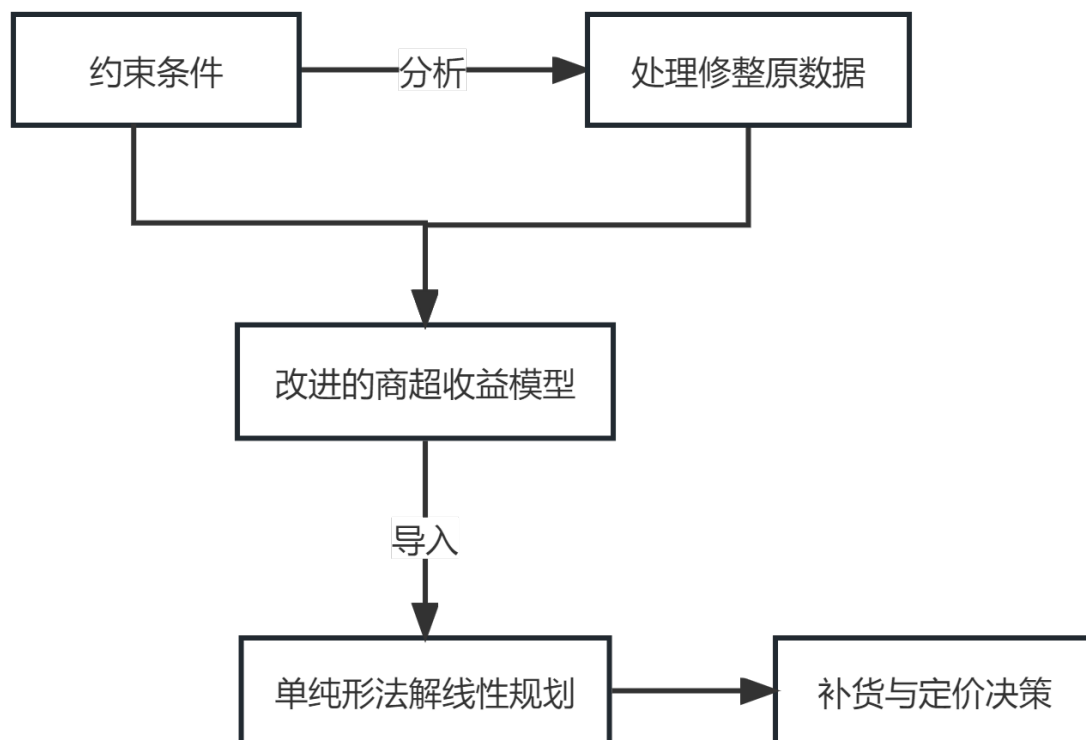 约束条件
分析
处理修整原数据
改进的商超收益模型
导入
单纯形法解线性规划
补货与定价决策